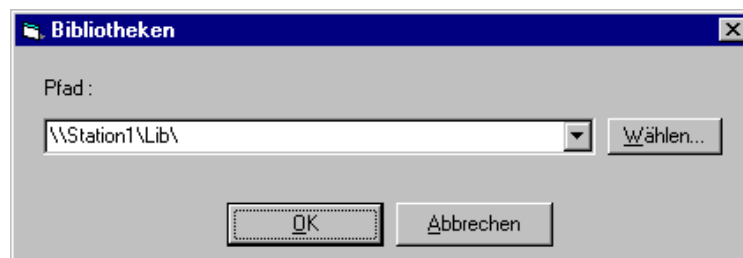 Bibliotheken
Pfad :
\\Station1\Lib\
Wählen...
OK
Abbrechen